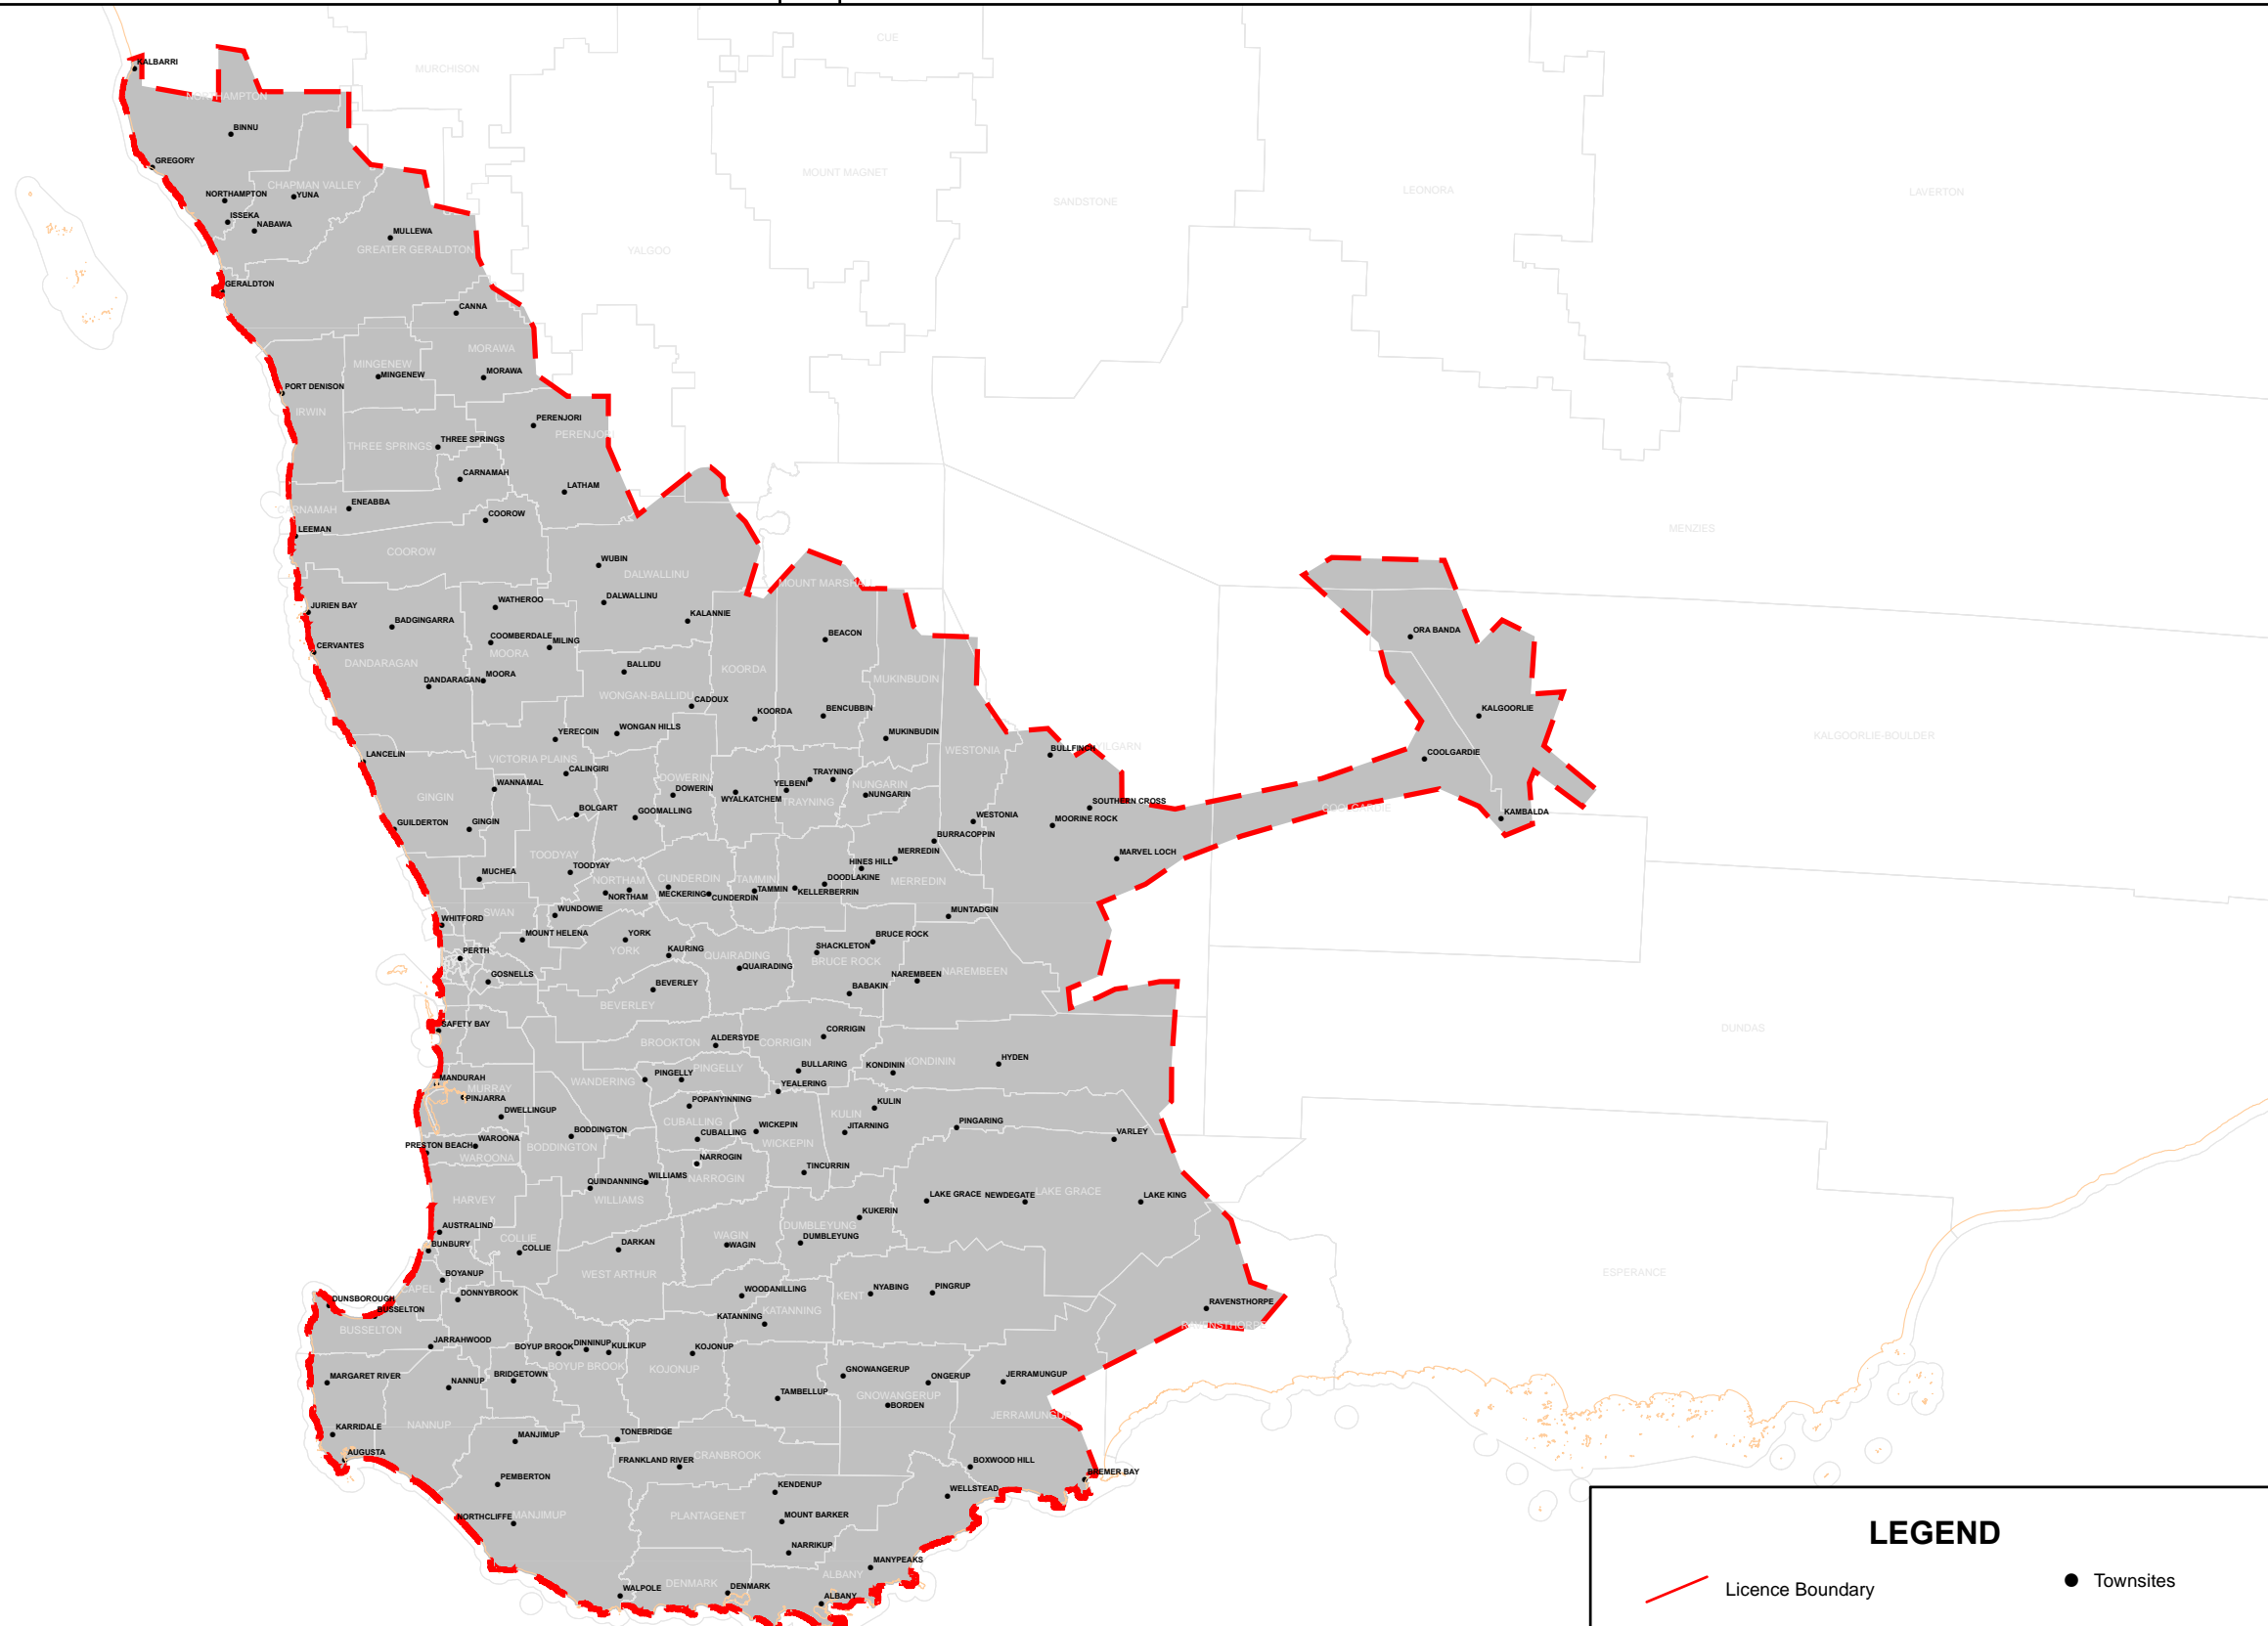 CUE
KALBARRI
MURCHISON
NORTHAMPTON
BINNU
GREGORY
MOUNT MAGNET
CHAPMAN VALLEY
LEONORA
LAVERTON
NORTHAMPTON
YUNA
SANDSTONE
ISSEKA
NABAWA
MULLEWA
GREATER GERALDTON
YALGOO
GERALDTON
CANNA
MORAWA
MINGENEW
MINGENEW
MORAWA
PORT DENISON
IRWIN
PERENJORI
PERENJORI
THREE SPRINGS
THREE SPRINGS
CARNAMAH
LATHAM
ENEABBA
CARNAMAH
COOROW
LEEMAN
MENZIES
COOROW
WUBIN
DALWALLINU
MOUNT MARSHALL
WATHEROO
DALWALLINU
JURIEN BAY
BADGINGARRA
KALANNIE
ORA BANDA
COOMBERDALE
MILING
BEACON
CERVANTES
MOORA
DANDARAGAN
BALLIDU
KOORDA
MUKINBUDIN
DANDARAGAN
MOORA
WONGAN-BALLIDU
CADOUX
KOORDA
BENCUBBIN
KALGOORLIE
YERECOIN
WONGAN HILLS
MUKINBUDIN
KALGOORLIE-BOULDER
LANCELIN
WESTONIA
BULLFINCH
YILGARN
COOLGARDIE
VICTORIA PLAINS
CALINGIRI
DOWERIN
TRAYNING
WANNAMAL
DOWERIN
YELBENI
NUNGARIN
NUNGARIN
GINGIN
WYALKATCHEM
TRAYNING
BOLGART
GOOMALLING
SOUTHERN CROSS
COOLGARDIE
KAMBALDA
GUILDERTON
GINGIN
WESTONIA
MOORINE ROCK
BURRACOPPIN
TOODYAY
MERREDIN
MARVEL LOCH
MUCHEA
TOODYAY
HINES HILL
NORTHAM
CUNDERDIN
TAMMIN
DOODLAKINE
MERREDIN
NORTHAM
MECKERING
CUNDERDIN
TAMMIN
KELLERBERRIN
SWAN
WUNDOWIE
MUNTADGIN
WHITFORD
MOUNT HELENA
YORK
BRUCE ROCK
PERTH
YORK
KAURING
QUAIRADING
SHACKLETON
BRUCE ROCK
GOSNELLS
QUAIRADING
NAREMBEEN
NAREMBEEN
BEVERLEY
BABAKIN
BEVERLEY
SAFETY BAY
DUNDAS
BROOKTON
ALDERSYDE
CORRIGIN
CORRIGIN
KONDININ
HYDEN
MANDURAH
WANDERING
PINGELLY
PINGELLY
BULLARING
KONDININ
MURRAY
YEALERING
PINJARRA
POPANYINNING
KULIN
DWELLINGUP
KULIN
CUBALLING
WICKEPIN
PINGARING
PRESTON BEACH
WAROONA
BODDINGTON
CUBALLING
WICKEPIN
JITARNING
VARLEY
WAROONA
BODDINGTON
NARROGIN
QUINDANNING
WILLIAMS
NARROGIN
TINCURRIN
HARVEY
WILLIAMS
LAKE GRACE
NEWDEGATE
LAKE GRACE
LAKE KING
AUSTRALIND
KUKERIN
DUMBLEYUNG
BUNBURY
COLLIE
COLLIE
DARKAN
WAGIN
WAGIN
DUMBLEYUNG
BOYANUP
WEST ARTHUR
ESPERANCE
CAPEL
DONNYBROOK
WOODANILLING
KENT
NYABING
PINGRUP
DUNSBOROUGH
BUSSELTON
KATANNING
KATANNING
RAVENSTHORPE
BUSSELTON
RAVENSTHORPE
JARRAHWOOD
BOYUP BROOK
DINNINUP
KULIKUP
KOJONUP
BOYUP BROOK
KOJONUP
MARGARET RIVER
NANNUP
BRIDGETOWN
GNOWANGERUP
ONGERUP
JERRAMUNGUP
TAMBELLUP
GNOWANGERUP
BORDEN
JERRAMUNGUP
KARRIDALE
NANNUP
MANJIMUP
TONEBRIDGE
AUGUSTA
FRANKLAND RIVER
CRANBROOK
BOXWOOD HILL
PEMBERTON
BREMER BAY
KENDENUP
WELLSTEAD
NORTHCLIFFE
MANJIMUP
PLANTAGENET
MOUNT BARKER
NARRIKUP
MANYPEAKS
ALBANY
WALPOLE
DENMARK
DENMARK
ALBANY
LEGEND
Licence Boundary
Townsites